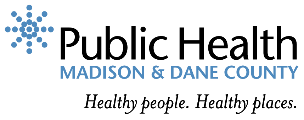 Public Health
MADISON & DANE COUNTY
Healthy people. Healthy places.